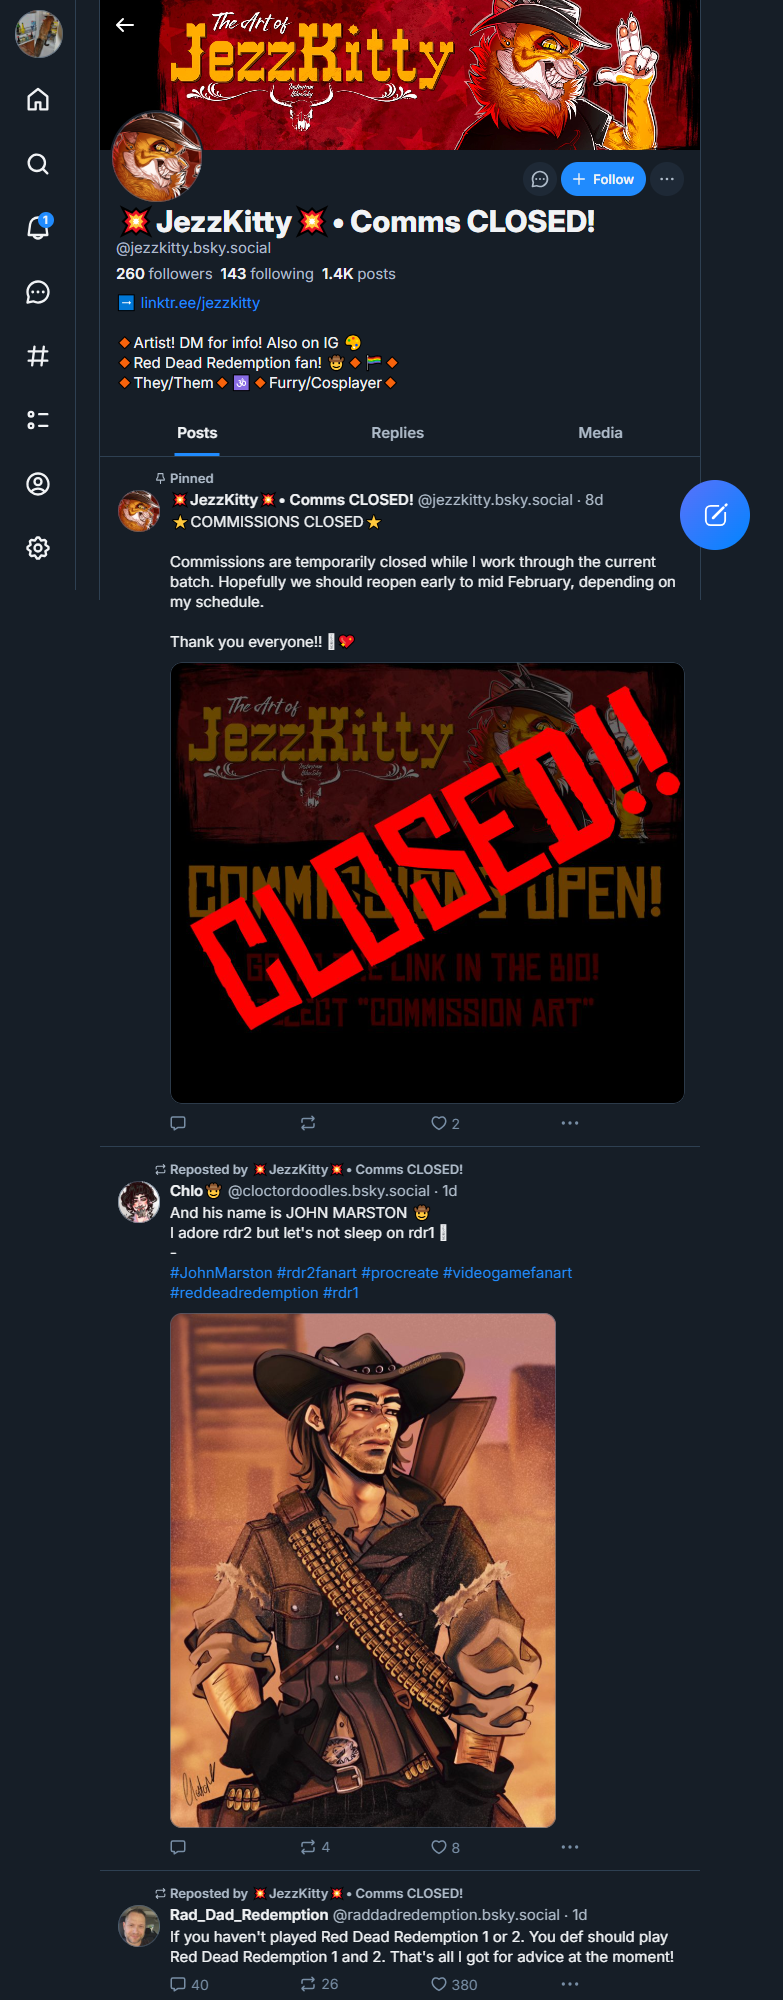 The Art of
JezzKitty
Instagram
BlueSky
Follow
💥JezzKitty💥 • Comms CLOSED!
@jezzkitty.bsky.social
260 followers 143 following 1.4K posts
➡️ linktr.ee/jezzkitty
🔸Artist! DM for info! Also on IG 🎨
🔸Red Dead Redemption fan! 🤠🔸🏳️‍🌈🔸
🔸They/Them🔸🕉️🔸Furry/Cosplayer🔸
Posts Replies Media
1
Pinned
💥JezzKitty💥 • Comms CLOSED! @jezzkitty.bsky.social · 8d
⭐COMMISSIONS CLOSED⭐
Commissions are temporarily closed while I work through the current
batch. Hopefully we should reopen early to mid February, depending on
my schedule.
Thank you everyone!! 💖
The Art of
JezzKitty
Instagram
BlueSky
CLOSED!!
COMMISSIONS OPEN!
GO TO THE LINK IN THE BIO!
SELECT "COMMISSION ART"
2
Reposted by 💥JezzKitty💥 • Comms CLOSED!
Chlo🤠 @cloctordoodles.bsky.social · 1d
And his name is JOHN MARSTON 🤠
I adore rdr2 but let's not sleep on rdr1
-
#JohnMarston #rdr2fanart #procreate #videogamefanart
#reddeadredemption #rdr1
4 8
Reposted by 💥JezzKitty💥 • Comms CLOSED!
Rad_Dad_Redemption @raddadredemption.bsky.social · 1d
If you haven't played Red Dead Redemption 1 or 2. You def should play
Red Dead Redemption 1 and 2. That's all I got for advice at the moment!
40 26 380